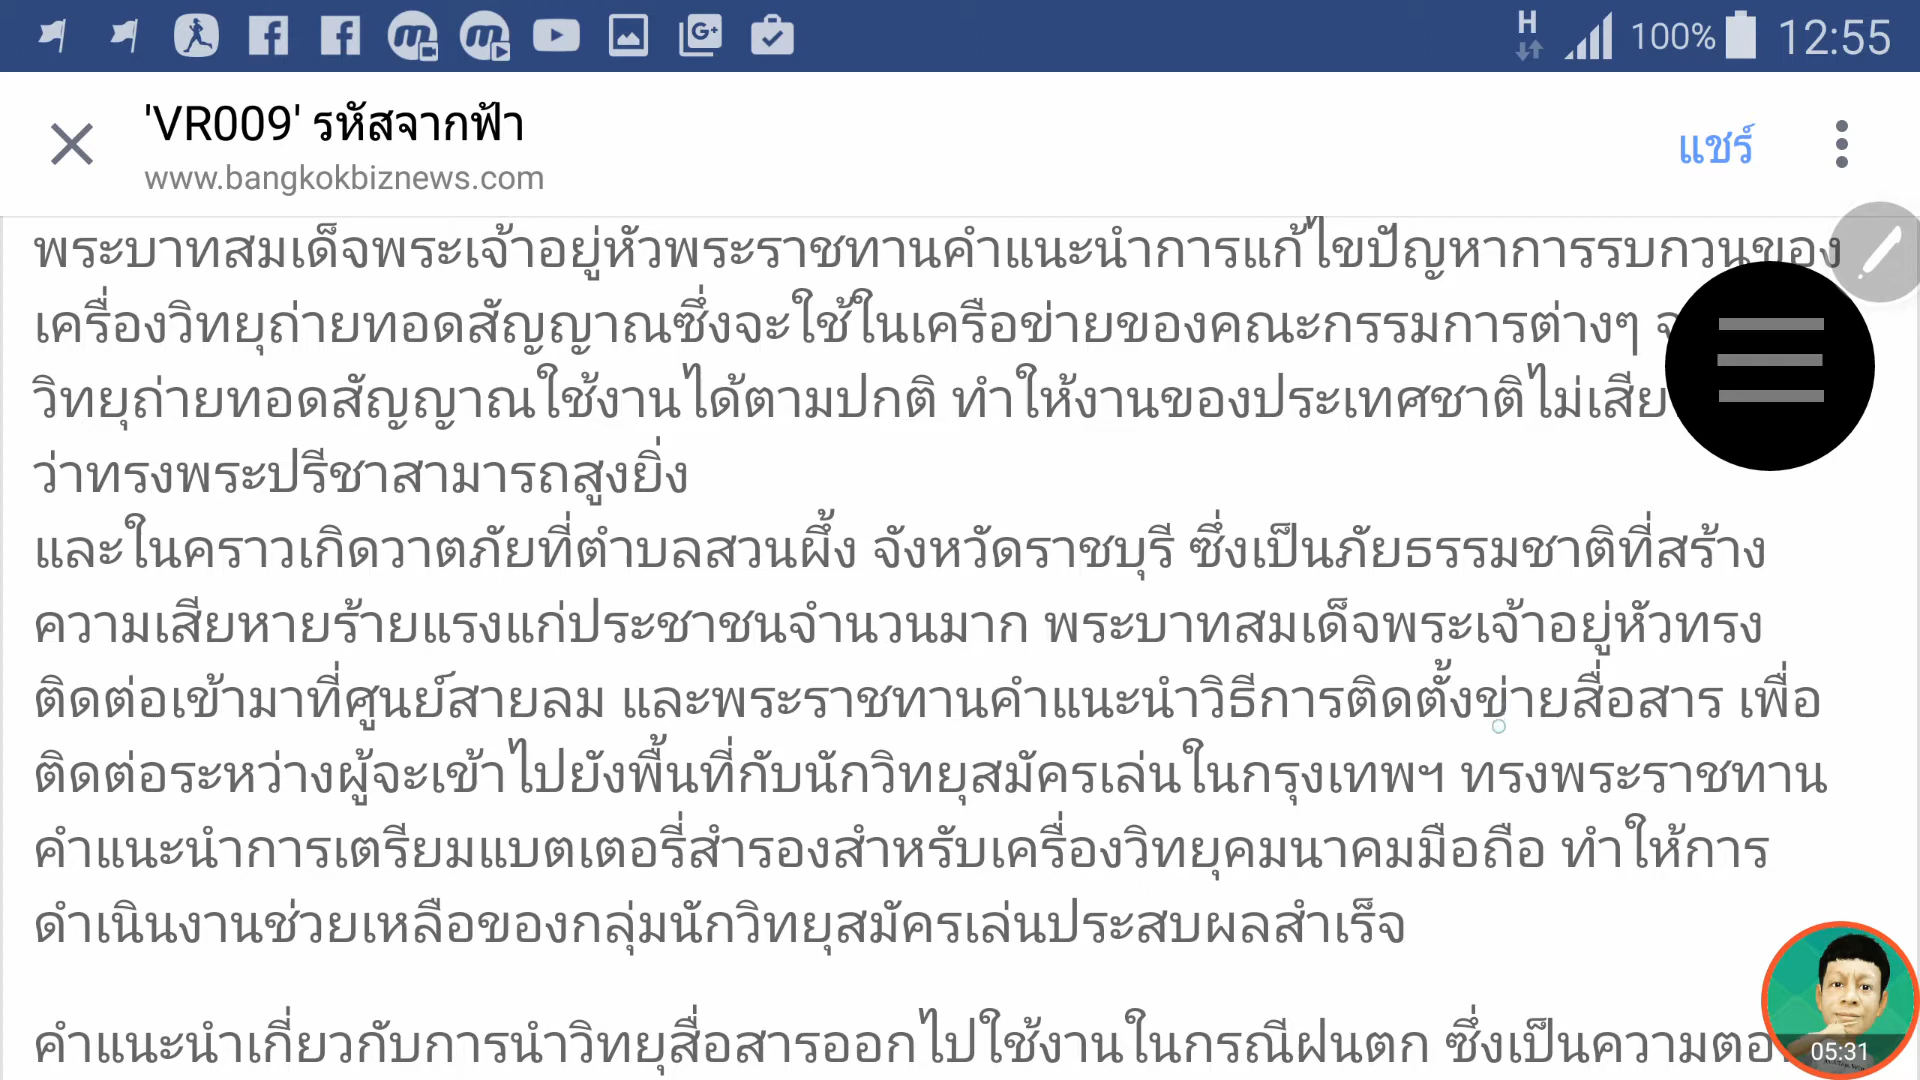 H
100%
12:55
'VR009' รหัสจากฟ้า
www.bangkokbiznews.com
แชร์
พระบาทสมเด็จพระเจ้าอยู่หัวพระราชทานคำแนะนำการแก้ไขปัญหาการรบกวนของ
เครื่องวิทยุถ่ายทอดสัญญาณซึ่งจะใช้ในเครือข่ายของคณะกรรมการต่างๆ
วิทยุถ่ายทอดสัญญาณใช้งานได้ตามปกติ ทำให้งานของประเทศชาติไม่เสีย
ว่าทรงพระปรีชาสามารถสูงยิ่ง
และในคราวเกิดวาตภัยที่ตำบลสวนผึ้ง จังหวัดราชบุรี ซึ่งเป็นภัยธรรมชาติที่สร้าง
ความเสียหายร้ายแรงแก่ประชาชนจำนวนมาก พระบาทสมเด็จพระเจ้าอยู่หัวทรง
ติดต่อเข้ามาที่ศูนย์สายลม และพระราชทานคำแนะนำวิธีการติดตั้งข่ายสื่อสาร เพื่อ
ติดต่อระหว่างผู้จะเข้าไปยังพื้นที่กับนักวิทยุสมัครเล่นในกรุงเทพฯ ทรงพระราชทาน
คำแนะนำการเตรียมแบตเตอรี่สำรองสำหรับเครื่องวิทยุคมนาคมมือถือ ทำให้การ
ดำเนินงานช่วยเหลือของกลุ่มนักวิทยุสมัครเล่นประสบผลสำเร็จ
คำแนะนำเกี่ยวกับการนำวิทยุสื่อสารออกไปใช้งานในกรณีฝนตก ซึ่งเป็นความตอ
05:31